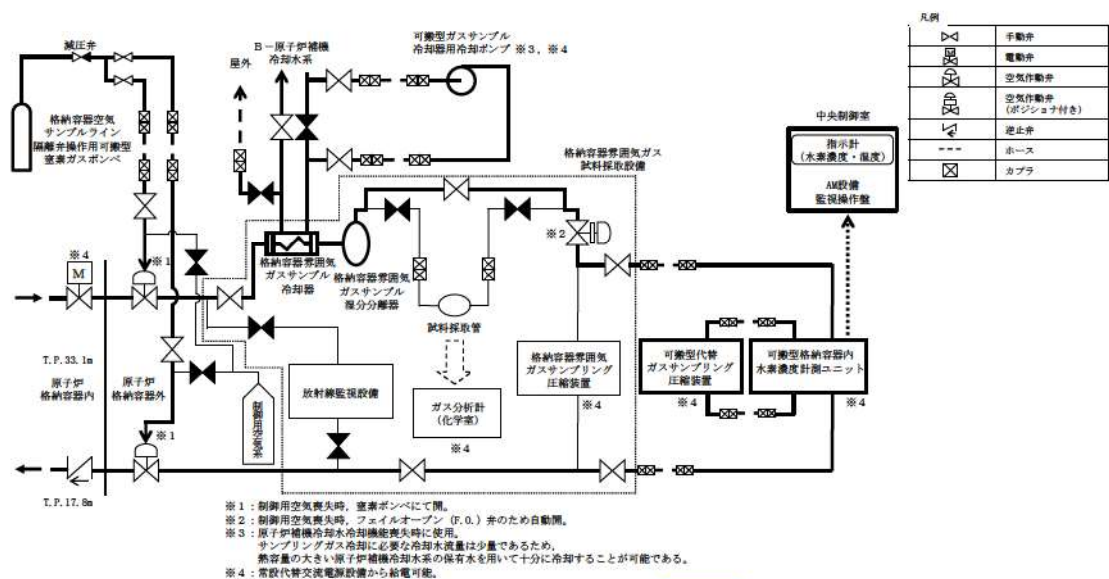 減圧弁
屋外
B-原子炉補機
冷却水系
可搬型ガスサンプル
冷却器用冷却ポンプ ※3，※4
凡例
手動弁
電動弁
空気作動弁
空気作動弁
(ポジショナ付き)
逆止弁
ホース
カプラ
格納容器空気
サンプルライン
隔離弁操作用可搬型
窒素ガスボンベ
格納容器雰囲気ガス
試料採取設備
中央制御室
指示計
(水素濃度・温度)
AM設備
監視操作盤
※4
M
※1
※2
格納容器雰囲気
ガスサンプル
冷却器
格納容器雰囲気
ガスサンプル
湿分分離器
試料採取管
T.P.33.1m
原子炉
格納容器内
原子炉
格納容器外
※1
制御用空気系
放射線監視設備
ガス分析計
(化学室)
※4
格納容器雰囲気
ガスサンプリング
圧縮装置
※4
可搬型代替
ガスサンプリング
圧縮装置
※4
可搬型格納容器内
水素濃度計測ユニット
※4
T.P.17.8m
※1：制御用空気喪失時，窒素ボンベにて開。
※2：制御用空気喪失時，フェイルオープン (F.O.) 弁のため自動開。
※3：原子炉補機冷却水冷却機能喪失時に使用。
サンプリングガス冷却に必要な冷却水流量は少量であるため，
熱容量の大きい原子炉補機冷却水系の保有水を用いて十分に冷却することが可能である。
※4：常設代替交流電源設備から給電可能。